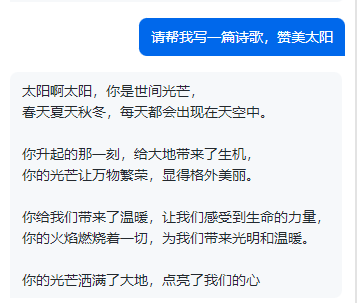 请帮我写一篇诗歌，赞美太阳
太阳啊太阳，你是世间光芒，
春天夏天秋冬，每天都会出现在天空中。
你升起的那一刻，给大地带来了生机，
你的光芒让万物繁荣，显得格外美丽。
你给我们带来了温暖，让我们感受到生命的力量，
你的火焰燃烧着一切，为我们带来光明和温暖。
你的光芒洒满了大地，点亮了我们的心